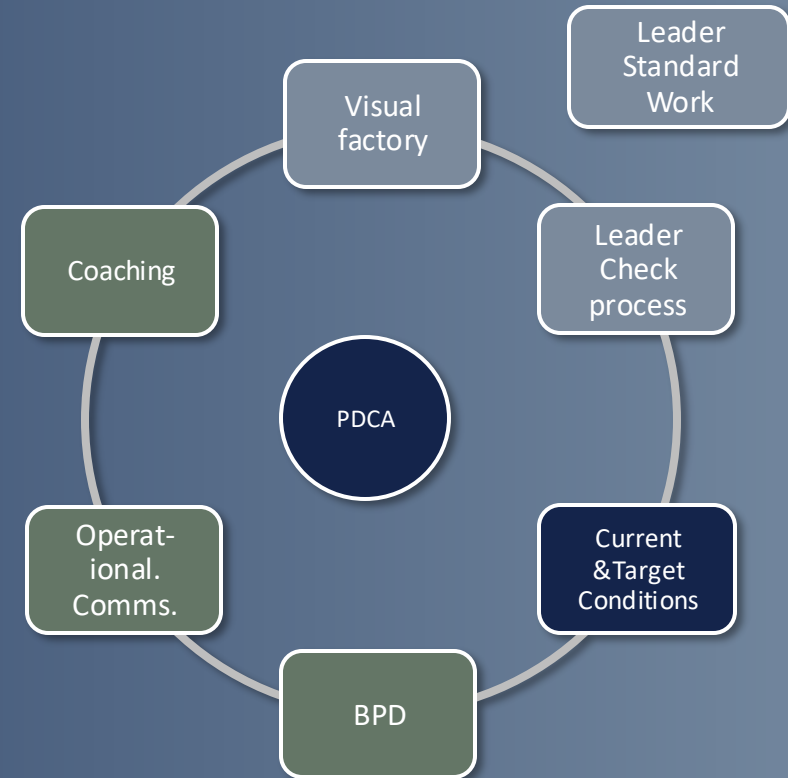 Leader
Standard
Work
Visual
factory
Leader
Check
process
Coaching
PDCA
Current
&Target
Conditions
Operat-
ional.
Comms.
BPD